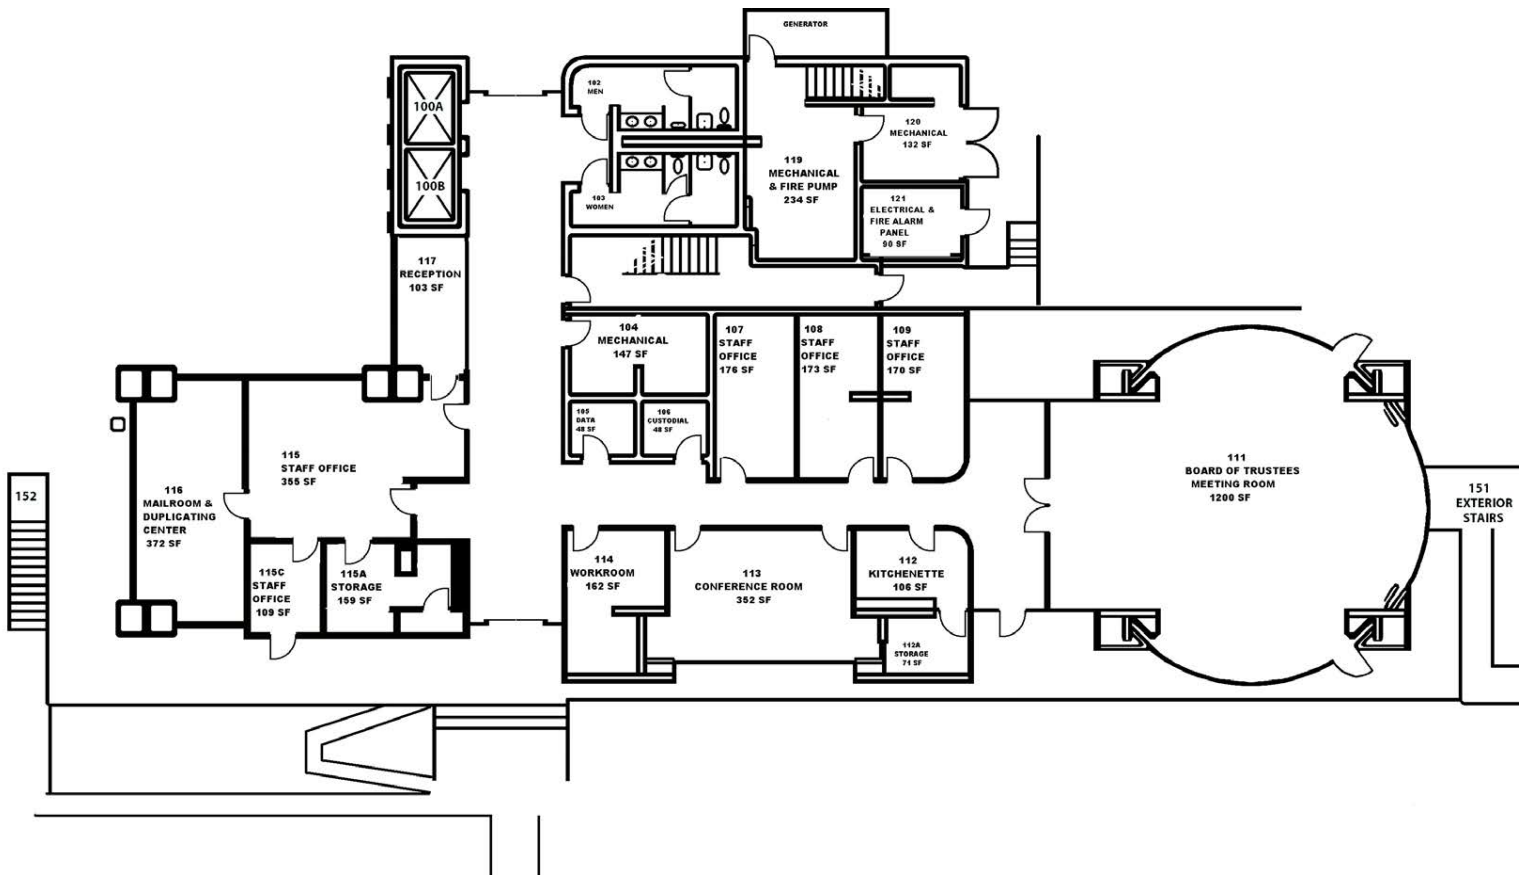 GENERATOR
100A
100B
102
MEN
103
WOMEN
119
MECHANICAL
& FIRE PUMP
234 SF
120
MECHANICAL
132 SF
121
ELECTRICAL &
FIRE ALARM
PANEL
90 SF
117
RECEPTION
103 SF
104
MECHANICAL
147 SF
105
DATA
48 SF
106
CUSTODIAL
48 SF
107
STAFF
OFFICE
176 SF
108
STAFF
OFFICE
173 SF
109
STAFF
OFFICE
170 SF
111
BOARD OF TRUSTEES
MEETING ROOM
1200 SF
151
EXTERIOR
STAIRS
152
116
MAILROOM &
DUPLICATING
CENTER
372 SF
115
STAFF OFFICE
355 SF
115C
STAFF
OFFICE
109 SF
115A
STORAGE
159 SF
114
WORKROOM
162 SF
113
CONFERENCE ROOM
352 SF
112
KITCHENETTE
106 SF
112A
STORAGE
71 SF